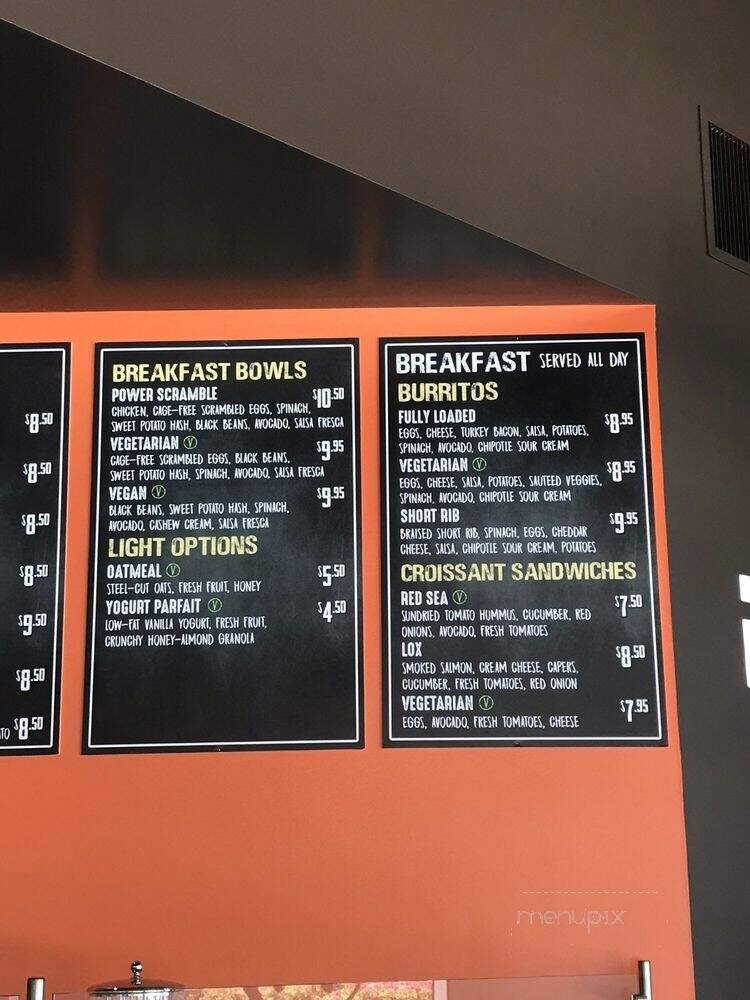 $8.50
$8.50
$8.50
$8.50
$9.50
$8.50
TO $8.50
BREAKFAST BOWLS
POWER SCRAMBLE $10.50
CHICKEN, CAGE-FREE SCRAMBLED EGGS, SPINACH,
SWEET POTATO HASH, BLACK BEANS, AVOCADO, SALSA FRESCA
VEGETARIAN V $9.95
CAGE-FREE SCRAMBLED EGGS, BLACK BEANS,
SWEET POTATO HASH, SPINACH, AVOCADO, SALSA FRESCA
VEGAN V $9.95
BLACK BEANS, SWEET POTATO HASH, SPINACH,
AVOCADO, CASHEW CREAM, SALSA FRESCA
LIGHT OPTIONS
OATMEAL V $5.50
STEEL-CUT OATS, FRESH FRUIT, HONEY
YOGURT PARFAIT V $4.50
LOW-FAT VANILLA YOGURT, FRESH FRUIT,
CRUNCHY HONEY-ALMOND GRANOLA
BREAKFAST SERVED ALL DAY
BURRITOS
FULLY LOADED $8.95
EGGS, CHEESE, TURKEY BACON, SALSA, POTATOES,
SPINACH, AVOCADO, CHIPOTLE SOUR CREAM
VEGETARIAN V $8.95
EGGS, CHEESE, SALSA, POTATOES, SAUTEED VEGGIES,
SPINACH, AVOCADO, CHIPOTLE SOUR CREAM
SHORT RIB $9.95
BRAISED SHORT RIB, SPINACH, EGGS, CHEDDAR
CHEESE, SALSA, CHIPOTLE SOUR CREAM, POTATOES
CROISSANT SANDWICHES
RED SEA V $7.50
SUNDRIED TOMATO HUMMUS, CUCUMBER, RED
ONIONS, AVOCADO, FRESH TOMATOES
LOX $8.50
SMOKED SALMON, CREAM CHEESE, CAPERS,
CUCUMBER, FRESH TOMATOES, RED ONION
VEGETARIAN V $7.95
EGGS, AVOCADO, FRESH TOMATOES, CHEESE
menupix